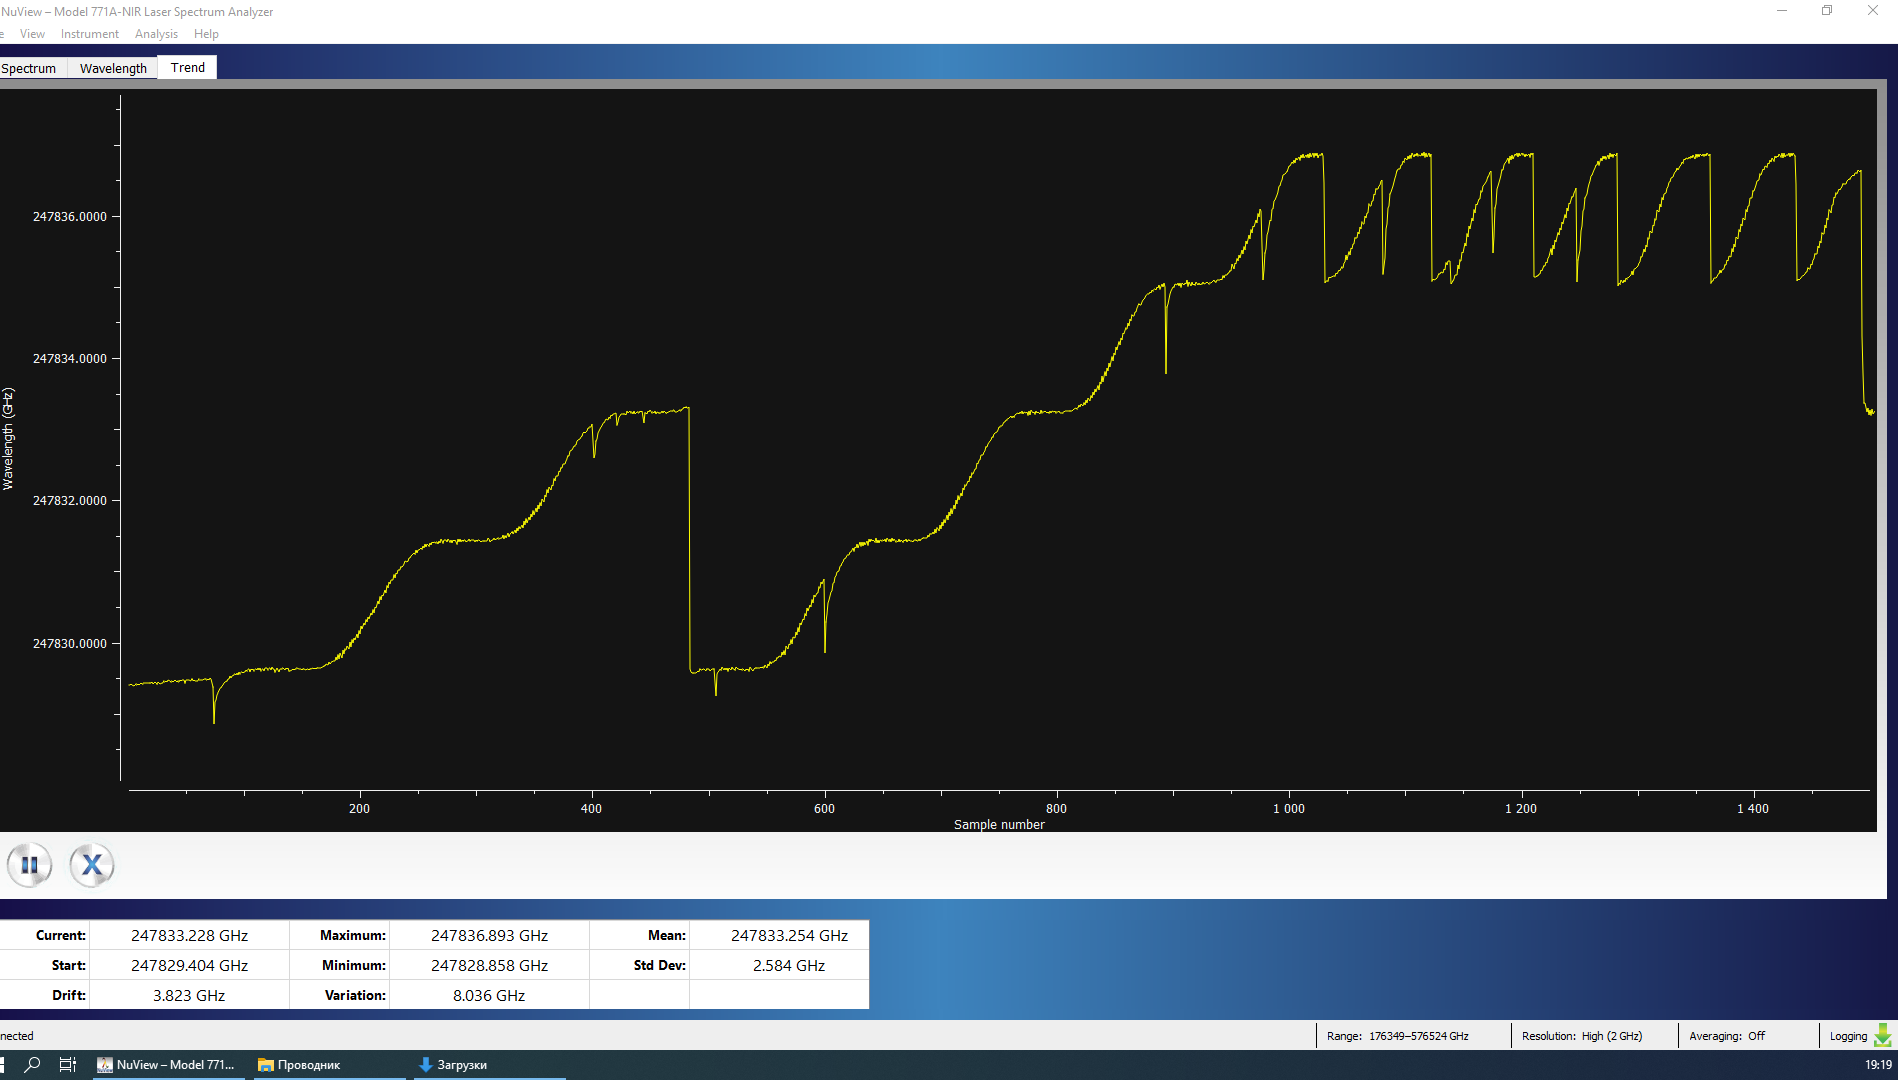 NuView – Model 771A-NIR Laser Spectrum Analyzer
e View Instrument Analysis Help
Spectrum Wavelength Trend
247836.0000
247834.0000
247832.0000
247830.0000
Wavelength (GHz)
200 400 600 800 1 000 1 200 1 400
Sample number
X
Current: 247833.228 GHz Maximum: 247836.893 GHz Mean: 247833.254 GHz
Start: 247829.404 GHz Minimum: 247828.858 GHz Std Dev: 2.584 GHz
Drift: 3.823 GHz Variation: 8.036 GHz
nected Range: 176349–576524 GHz Resolution: High (2 GHz) Averaging: Off Logging
NuView – Model 771... Проводник Загрузки 19:19